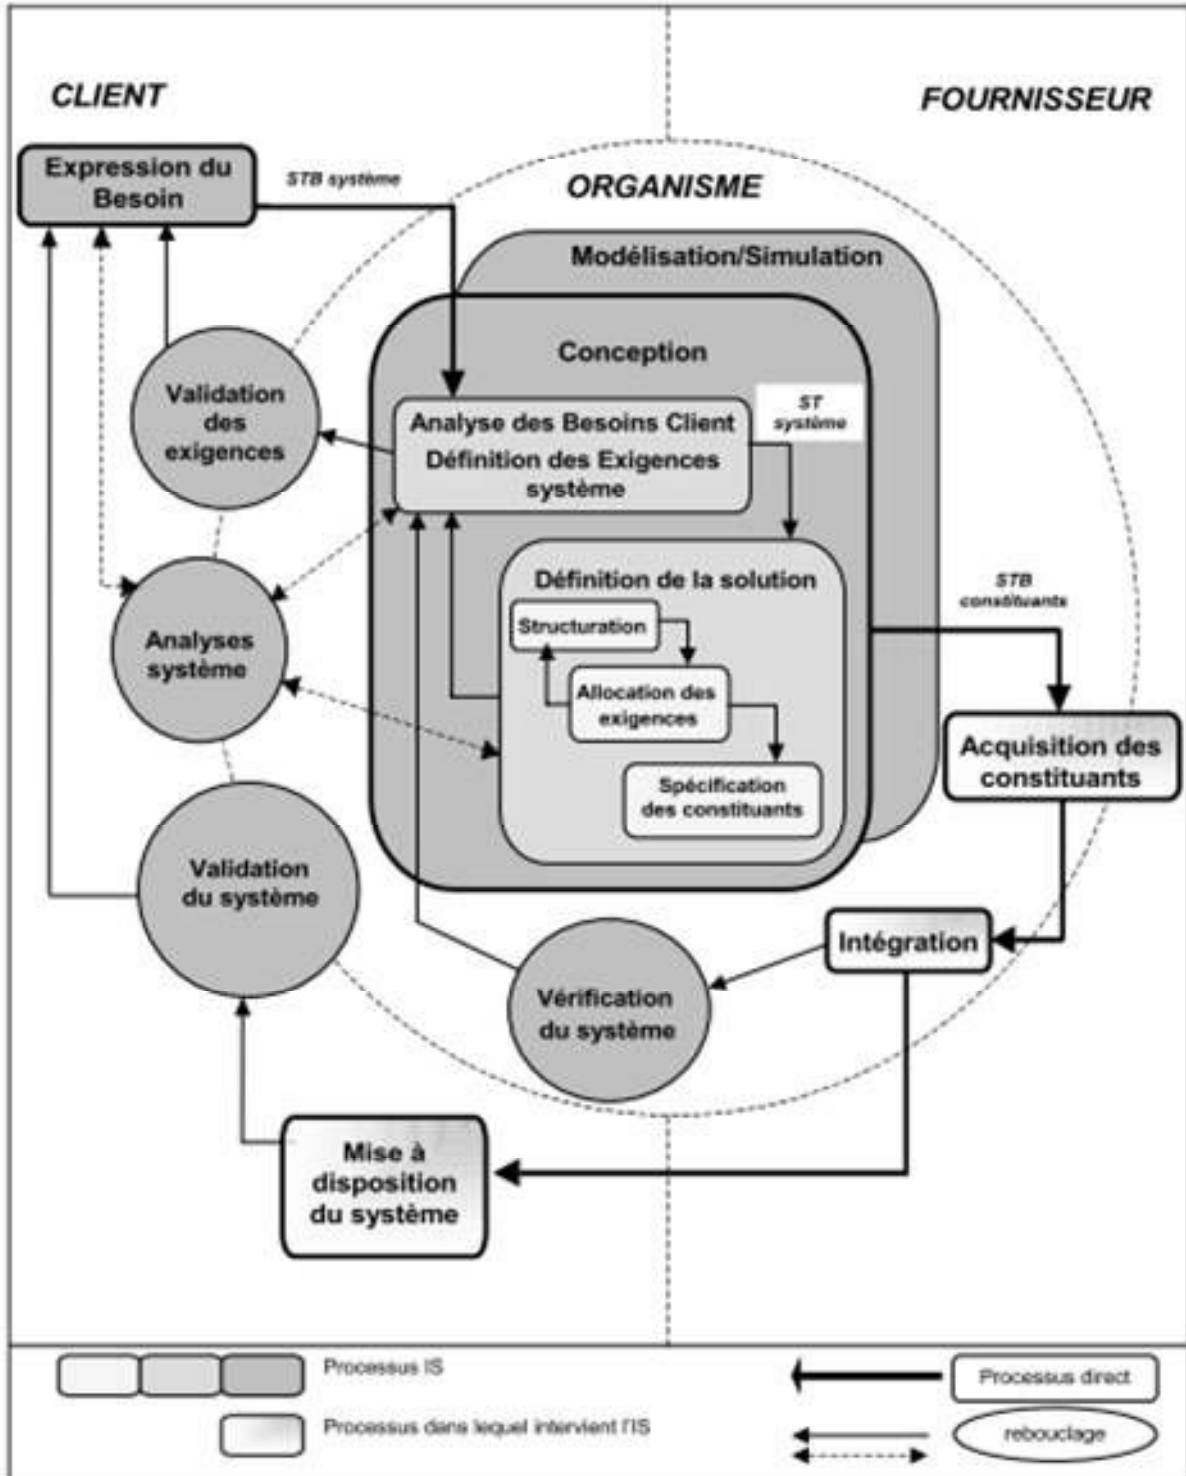 CLIENT
FOURNISSEUR
Expression du
Besoin
STB système
ORGANISME
Modélisation/Simulation
Conception
Validation
des
exigences
Analyse des Besoins Client
Définition des Exigences
système
ST
système
Définition de la solution
Structuration
Allocation des
exigences
Spécification
des constituants
STB
constituants
Analyses
système
Acquisition des
constituants
Validation
du système
Intégration
Vérification
du système
Mise à
disposition
du système
Processus IS
Processus direct
Processus dans lequel intervient l'IS
rebouclage